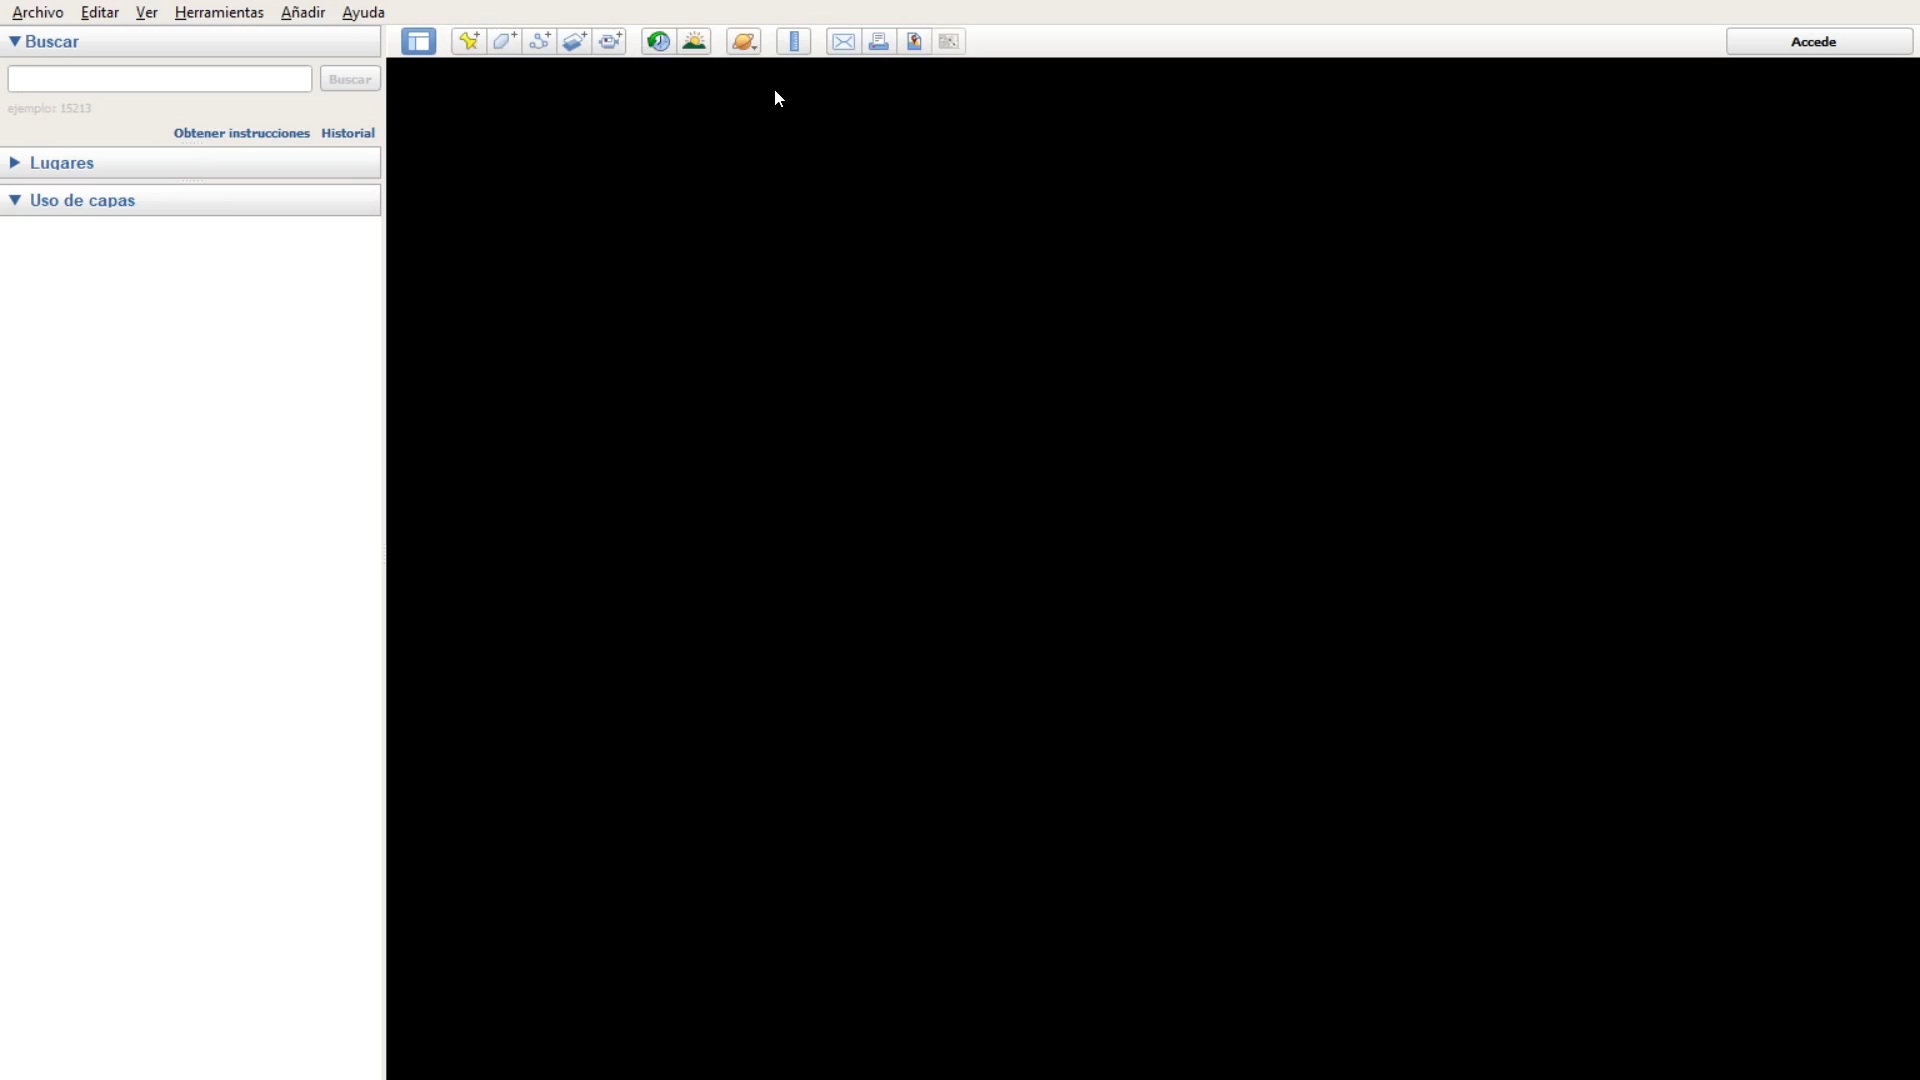 Archivo Editar Ver Herramientas Añadir Ayuda
Buscar
Accede
Buscar
ejemplo: 15213
Obtener instrucciones Historial
Lugares
Uso de capas